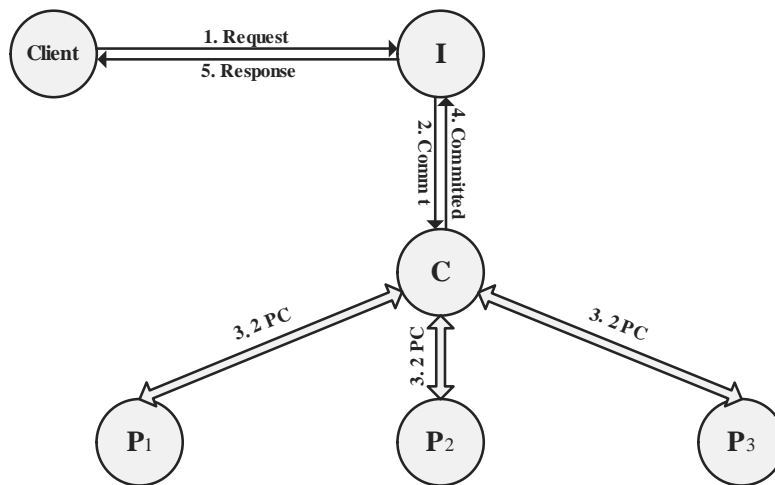 Client
1. Request
5. Response
I
2. Comm t
4. Committed
C
3. 2 PC
3. 2 PC
3. 2 PC
P1
P2
P3